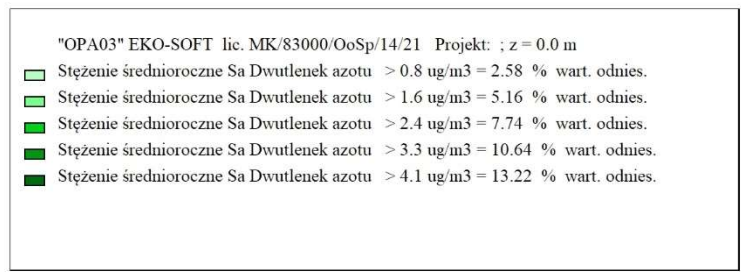 "OPA03" EKO-SOFT lic. MK/83000/OoSp/14/21 Projekt: ; z = 0.0 m
Stężenie średnioroczne Sa Dwutlenek azotu > 0.8 ug/m3 = 2.58 % wart. odnies.
Stężenie średnioroczne Sa Dwutlenek azotu > 1.6 ug/m3 = 5.16 % wart. odnies.
Stężenie średnioroczne Sa Dwutlenek azotu > 2.4 ug/m3 = 7.74 % wart. odnies.
Stężenie średnioroczne Sa Dwutlenek azotu > 3.3 ug/m3 = 10.64 % wart. odnies.
Stężenie średnioroczne Sa Dwutlenek azotu > 4.1 ug/m3 = 13.22 % wart. odnies.